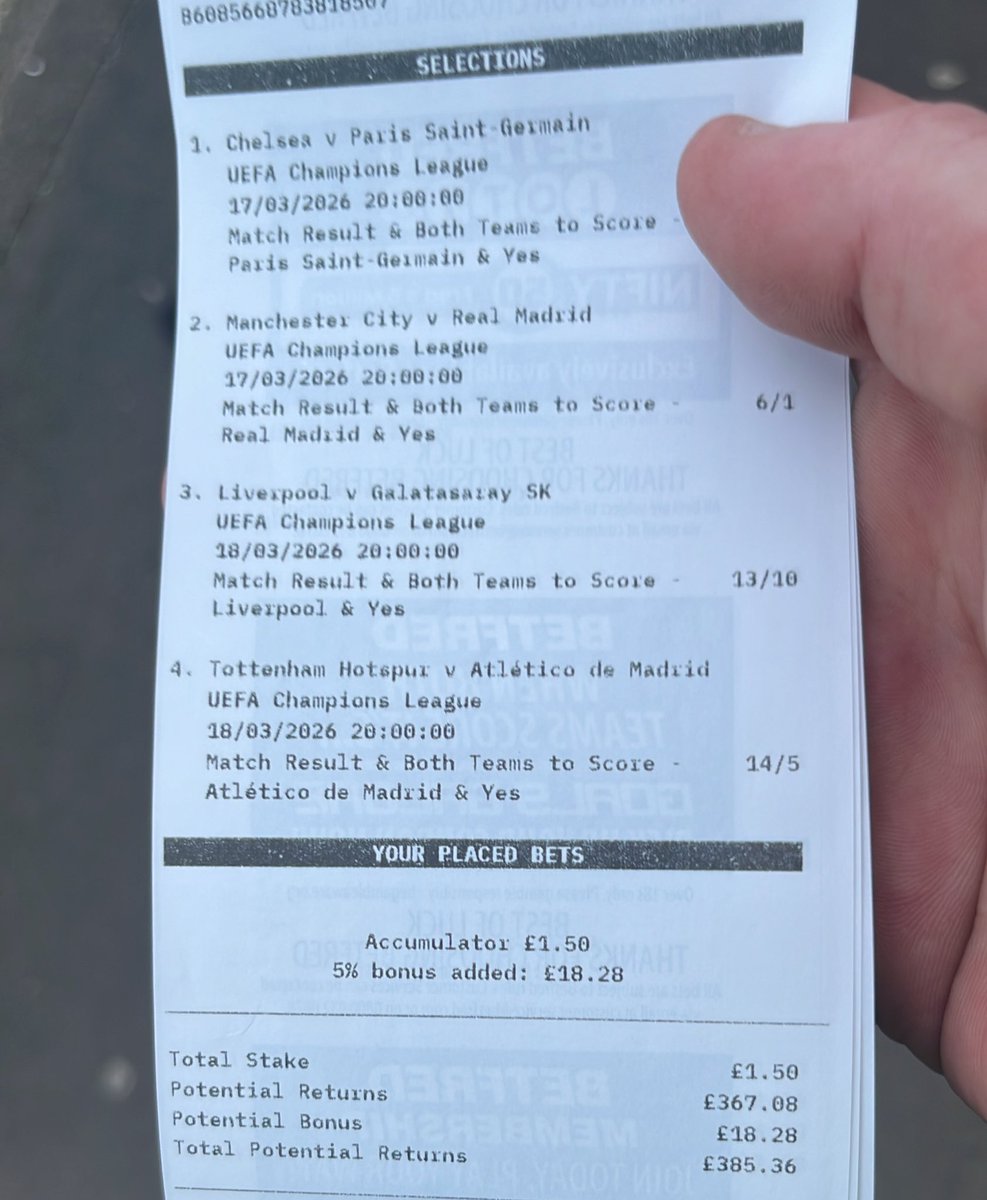 B6085668783818507
SELECTIONS
1. Chelsea v Paris Saint-Germain
UEFA Champions League
17/03/2026 20:00:00
Match Result & Both Teams to Score -
Paris Saint-Germain & Yes
2. Manchester City v Real Madrid
UEFA Champions League
17/03/2026 20:00:00
Match Result & Both Teams to Score - 6/1
Real Madrid & Yes
3. Liverpool v Galatasaray SK
UEFA Champions League
18/03/2026 20:00:00
Match Result & Both Teams to Score - 13/10
Liverpool & Yes
4. Tottenham Hotspur v Atlético de Madrid
UEFA Champions League
18/03/2026 20:00:00
Match Result & Both Teams to Score - 14/5
Atlético de Madrid & Yes
YOUR PLACED BETS
Accumulator £1.50
5% bonus added: £18.28
Total Stake £1.50
Potential Returns £367.08
Potential Bonus £18.28
Total Potential Returns £385.36